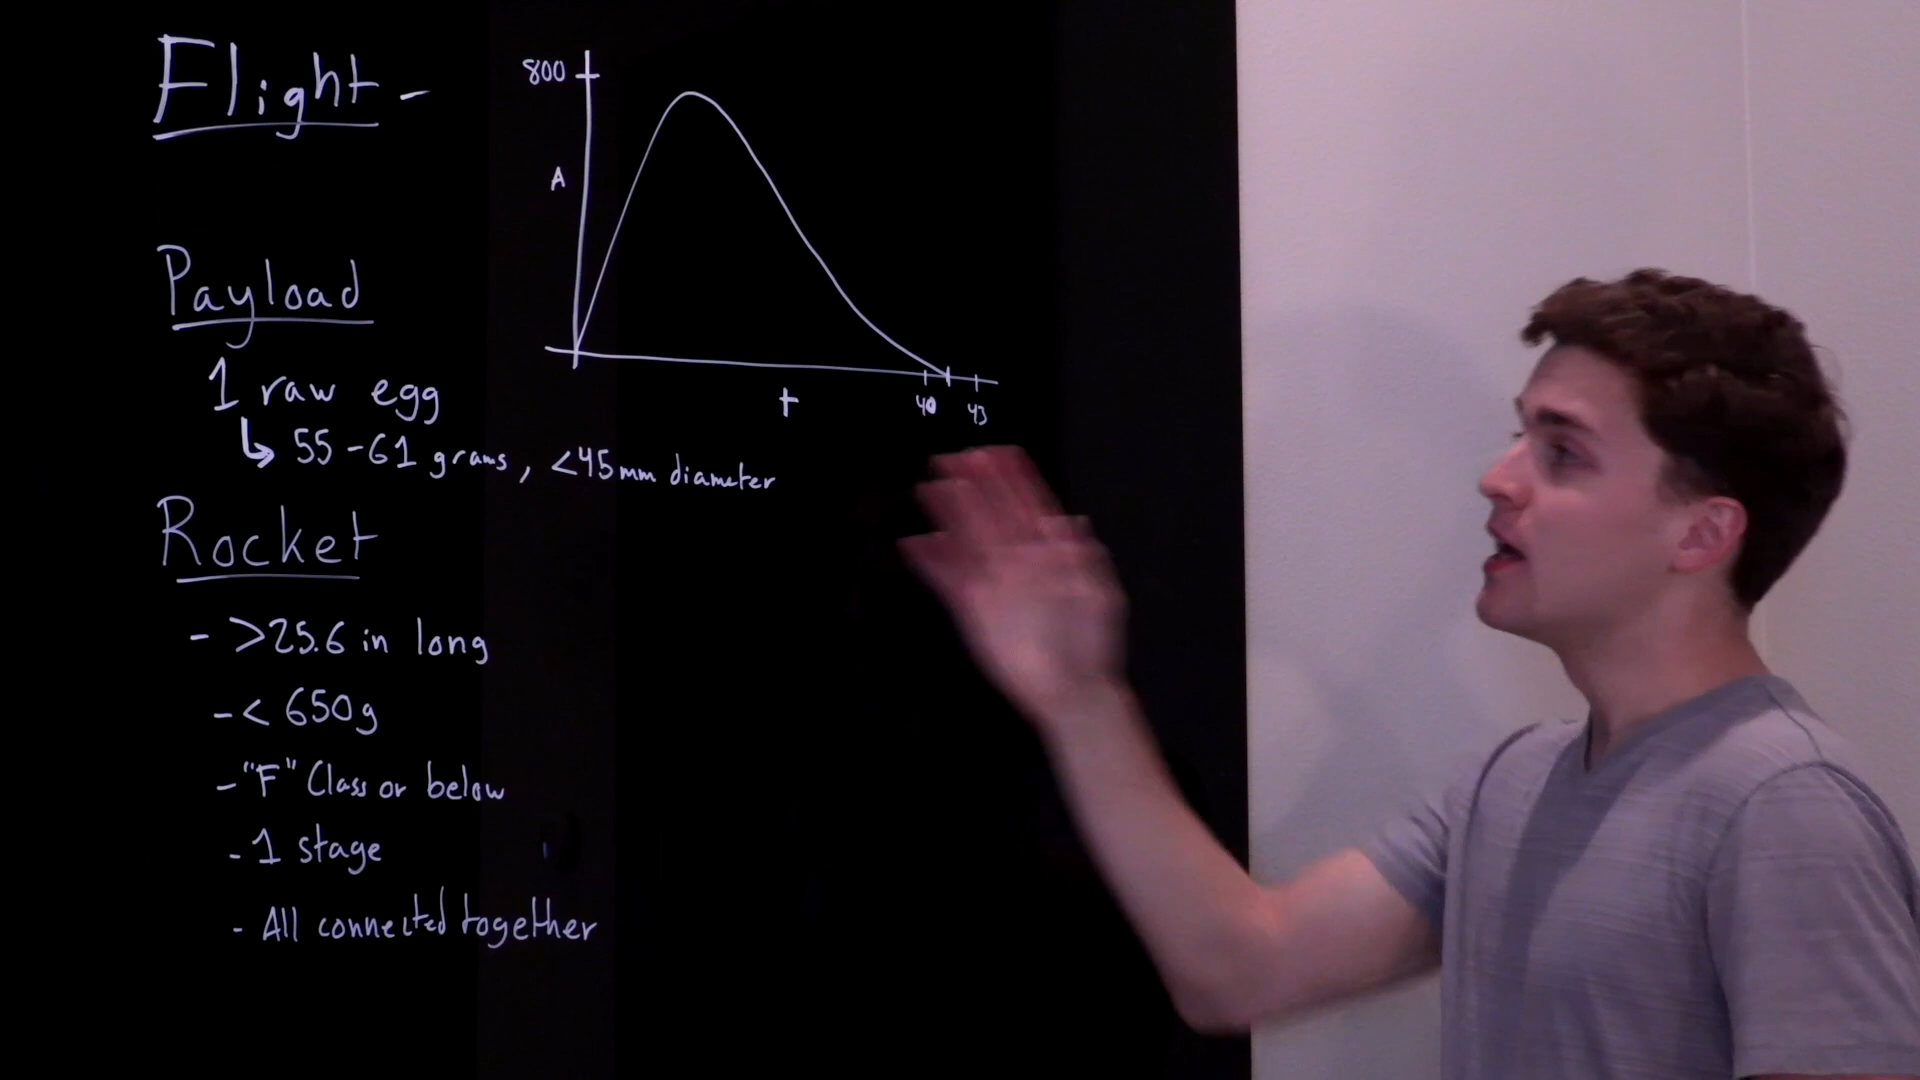 Flight -
800
A
t
40 43
Payload
1 raw egg
↳ 55-61 grams, <45mm diameter
Rocket
- >25.6 in long
- < 650g
- "F" Class or below
- 1 stage
- All connected together